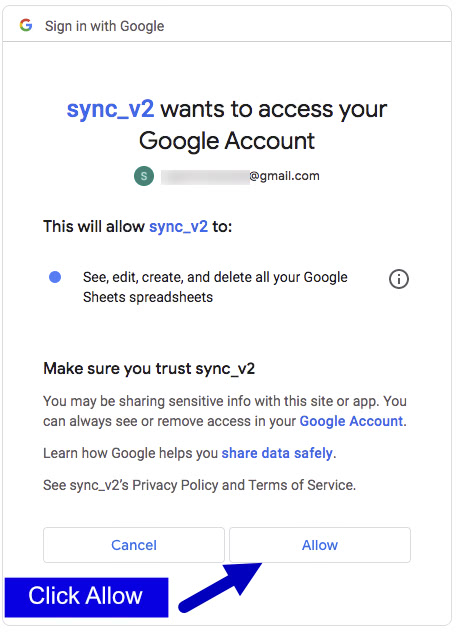 Sign in with Google
sync_v2 wants to access your
Google Account
S @gmail.com
This will allow sync_v2 to:
See, edit, create, and delete all your Google
Sheets spreadsheets
Make sure you trust sync_v2
You may be sharing sensitive info with this site or app. You
can always see or remove access in your Google Account.
Learn how Google helps you share data safely.
See sync_v2's Privacy Policy and Terms of Service.
Cancel Allow
Click Allow